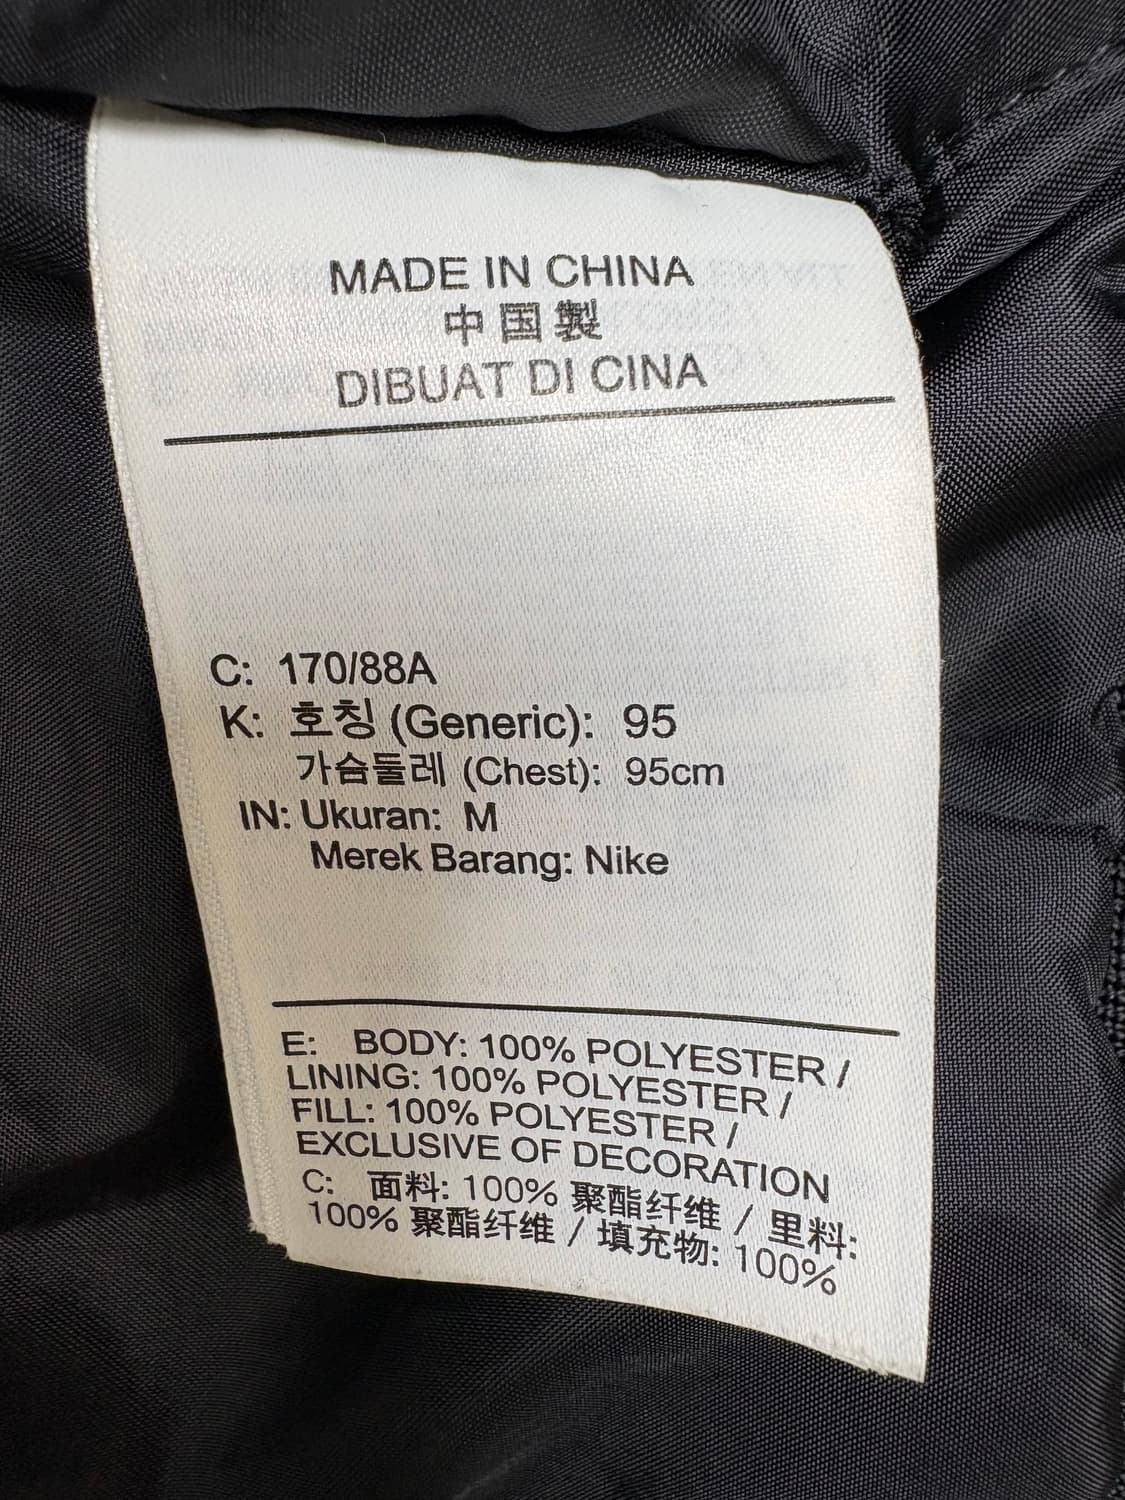 MADE IN CHINA
中国製
DIBUAT DI CINA
C: 170/88A
K: 호칭 (Generic): 95
가슴둘레 (Chest): 95cm
IN: Ukuran: M
Merek Barang: Nike
E: BODY: 100% POLYESTER /
LINING: 100% POLYESTER /
FILL: 100% POLYESTER /
EXCLUSIVE OF DECORATION
C: 面料: 100% 聚酯纤维 / 里料:
100% 聚酯纤维 / 填充物: 100%